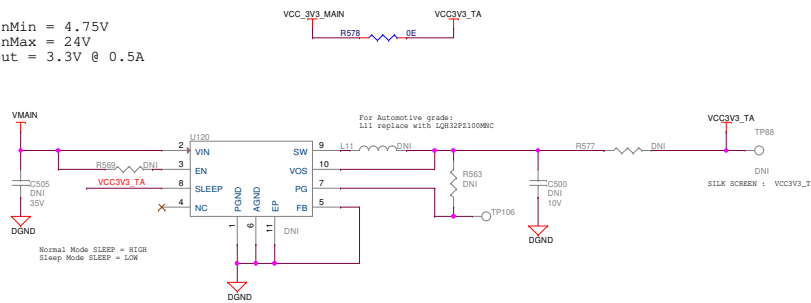 VCC_3V3_MAIN
VCC3V3_TA
R578
0E
nMin = 4.75V
nMax = 24V
ut = 3.3V @ 0.5A
For Automotive grade:
L11 replace with LQH32PZ100MNC
VMAIN
VCC3V3_TA
TP88
DNI
SILK SCREEN : VCC3V3_T
U120
2 VIN
3 EN
8 SLEEP
4 NC
SW 9
VOS 10
PG 7
FB 5
PGND
AGND
EP
1
6
11
DNI
R569
DNI
VCC3V3_TA
C505
DNI
35V
DGND
L11
DNI
R563
DNI
TP106
C500
DNI
10V
DGND
R577
DNI
Normal Mode SLEEP = HIGH
Sleep Mode SLEEP = LOW
DGND